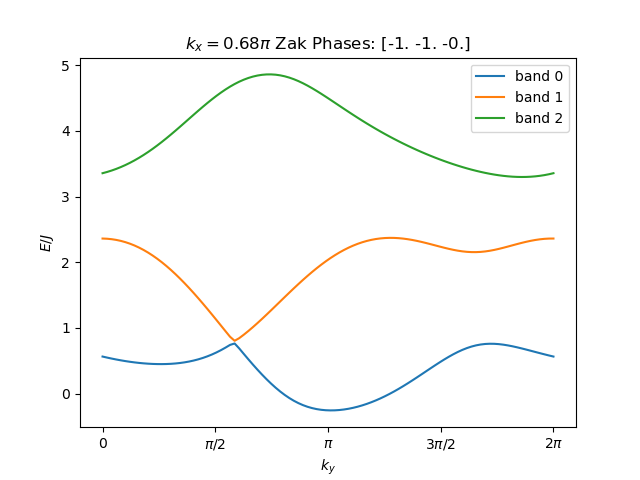 $k_x = 0.68\pi$ Zak Phases: [-1. -1. -0.]
5
4
3
2
1
0
E/J
band 0
band 1
band 2
0
π/2
π
3π/2
2π
$k_y$